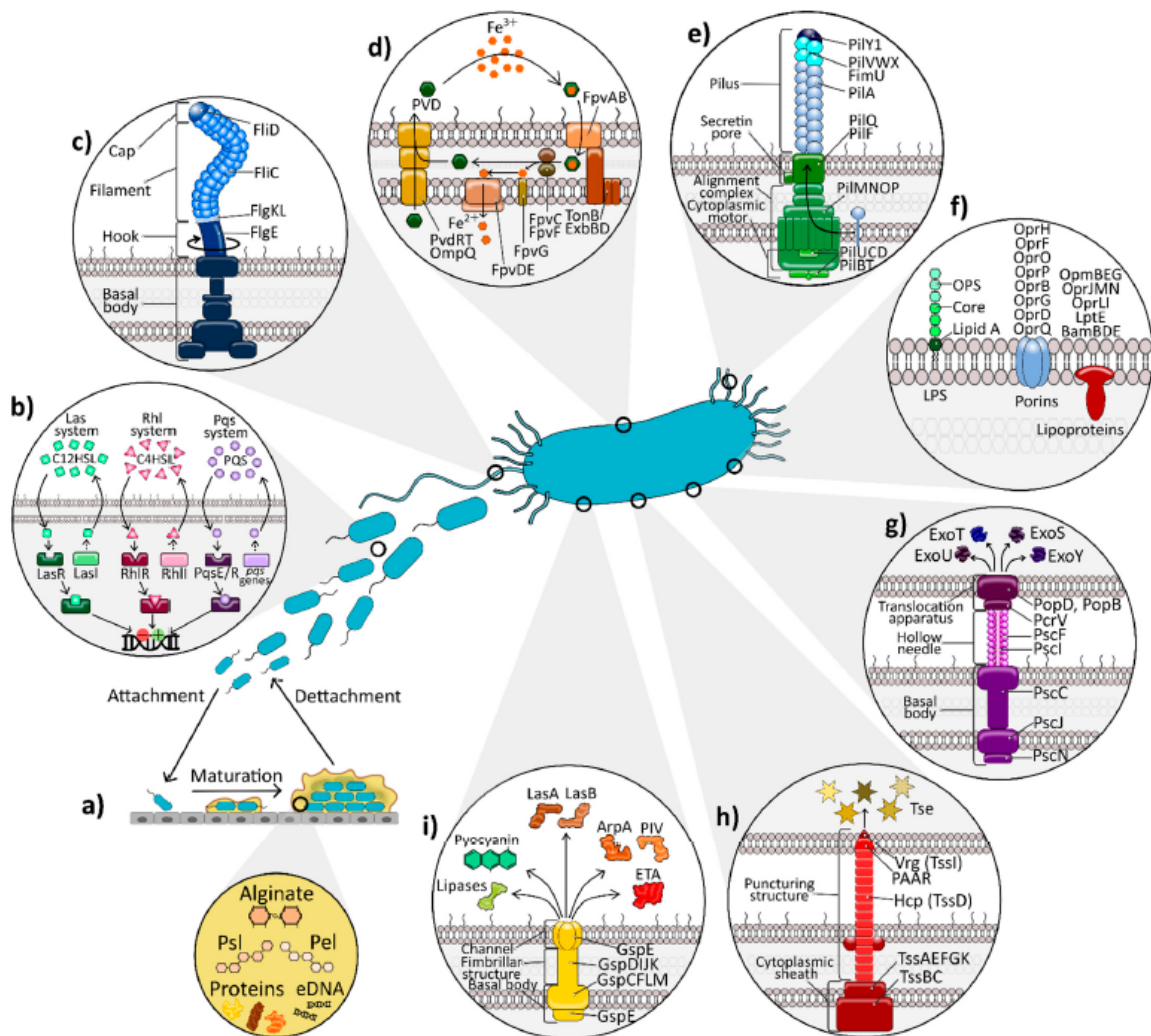 a)
Attachment
Dettachment
Maturation
Alginate
Psl
Pel
Proteins
eDNA
b)
Las
system
C12HSL
Rhl
system
C4HSL
Pqs
system
PQS
LasR
LasI
RhlR
RhlI
PqsE/R
pqs
genes
c)
Cap
Filament
Hook
Basal
body
FliD
FliC
FlgKL
FlgE
d)
Fe3+
PVD
FpvAB
Fe2+
PvdRT
OmpQ
FpvDE
FpvG
FpvC
FpvF
TonB/
ExbBD
e)
Pilus
Secretin
pore
Alignment
complex
Cytoplasmic
motor
PilY1
PilVWX
FimU
PilA
PilQ
PilF
PilMNOP
PilUCD
PilBT
f)
OPS
Core
Lipid A
LPS
OprH
OprF
OprO
OprP
OprB
OprG
OprD
OprQ
Porins
OpmBEG
OprJMN
OprLI
LptE
BamBDE
Lipoproteins
g)
ExoT
ExoS
ExoU
ExoY
Translocation
apparatus
Hollow
needle
Basal
body
PopD, PopB
PcrV
PscF
PscI
PscC
PscJ
PscN
h)
Tse
Puncturing
structure
Cytoplasmic
sheath
Vrg (TssI)
PAAR
Hcp (TssD)
TssAEFGK
TssBC
i)
LasA
LasB
Pyocyanin
ArpA
PIV
Lipases
ETA
Channel
Fimbrillar
structure
Basal body
GspE
GspDIJK
GspCFLM
GspE